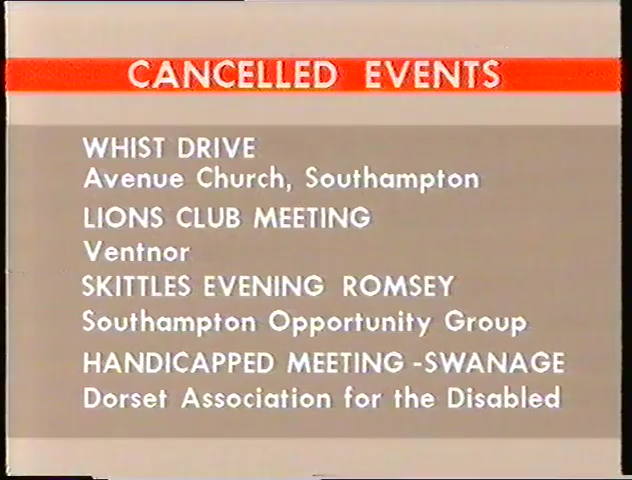 CANCELLED EVENTS
WHIST DRIVE
Avenue Church, Southampton
LIONS CLUB MEETING
Ventnor
SKITTLES EVENING ROMSEY
Southampton Opportunity Group
HANDICAPPED MEETING -SWANAGE
Dorset Association for the Disabled